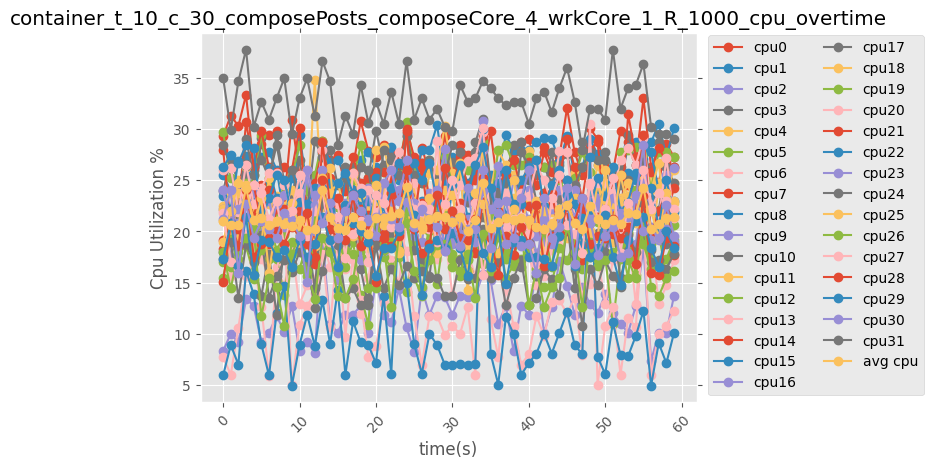 container_t_10_c_30_composePosts_composeCore_4_wrkCore_1_R_1000_cpu_overtime
Cpu Utilization %
35
30
25
20
15
10
5
0
10
20
30
40
50
60
time(s)
cpu0
cpu1
cpu2
cpu3
cpu4
cpu5
cpu6
cpu7
cpu8
cpu9
cpu10
cpu11
cpu12
cpu13
cpu14
cpu15
cpu16
cpu17
cpu18
cpu19
cpu20
cpu21
cpu22
cpu23
cpu24
cpu25
cpu26
cpu27
cpu28
cpu29
cpu30
cpu31
avg cpu